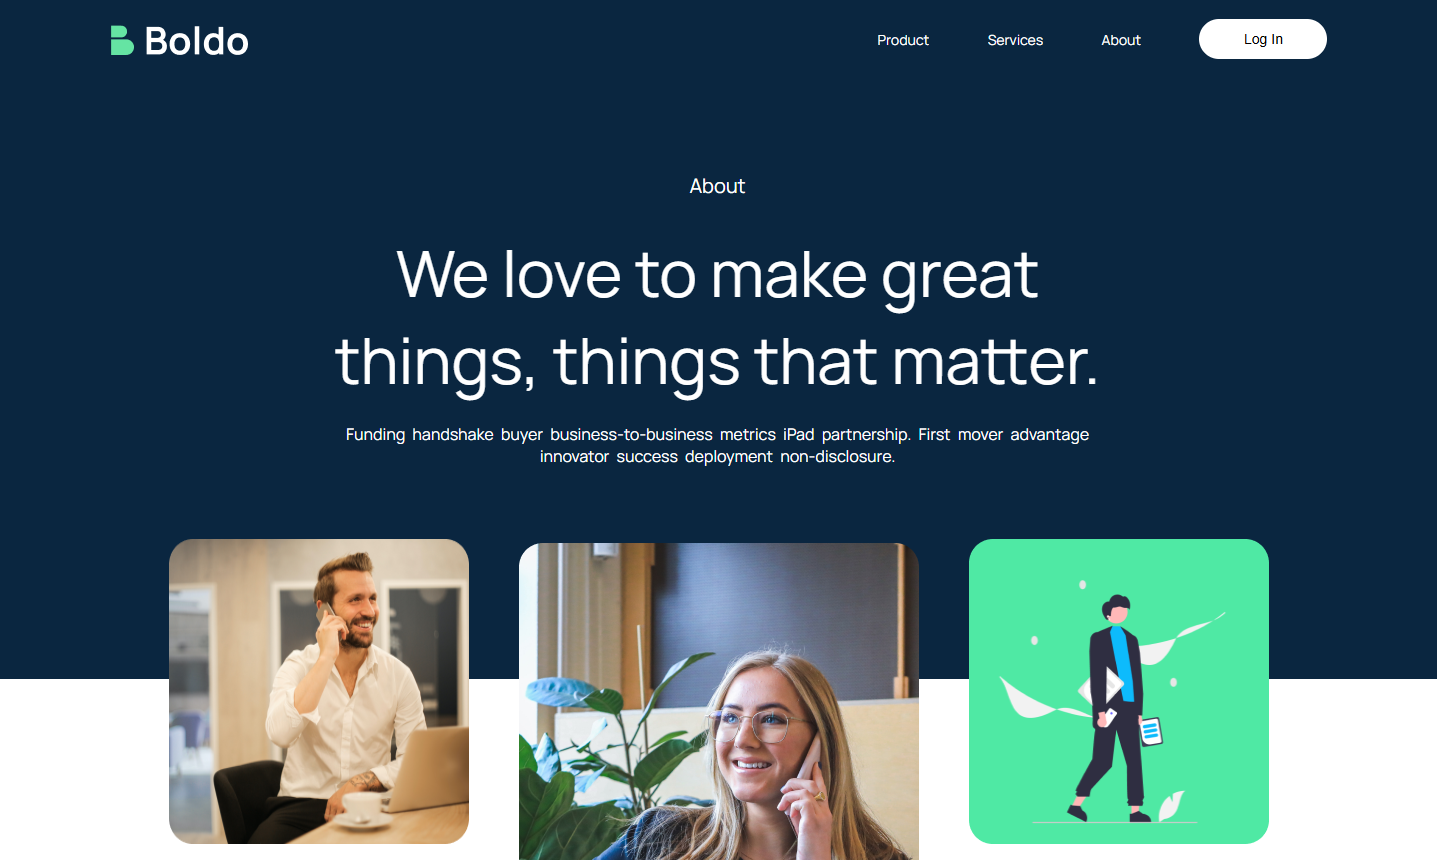 Boldo
Product Services About Log In
About
We love to make great
things, things that matter.
Funding handshake buyer business-to-business metrics iPad partnership. First mover advantage
innovator success deployment non-disclosure.